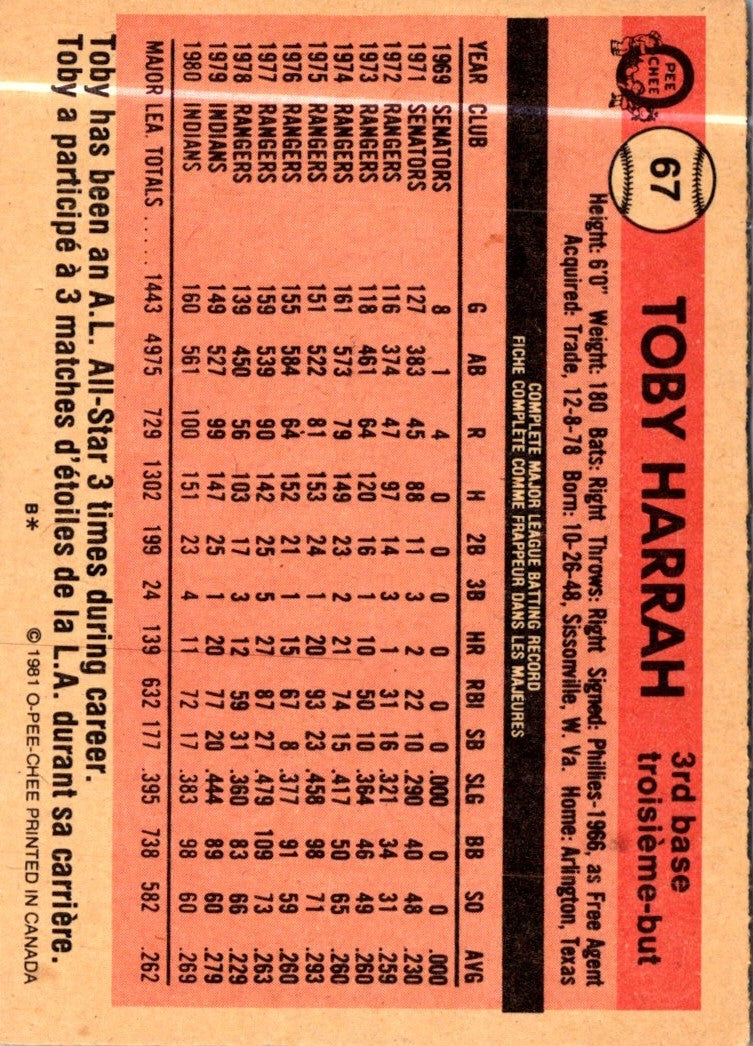 O PEE CHEE
67
TOBY HARRAH
3rd base
troisième-but
Height: 6'0" Weight: 180 Bats: Right Throws: Right Signed: Phillies-1966, as Free Agent
Acquired: Trade, 12-8-78 Born: 10-26-48, Sissonville, W. Va. Home: Arlington, Texas
COMPLETE MAJOR LEAGUE BATTING RECORD
FICHE COMPLÈTE COMME FRAPPEUR DANS LES MAJEURES
YEAR CLUB G AB R H 2B 3B HR RBI SB SLG BB SO AVG
1969 SENATORS 8 1 4 0 0 0 0 0 0 .000 0 0 .000
1971 SENATORS 127 383 45 88 11 3 2 22 10 .290 40 48 .230
1972 RANGERS 116 374 47 97 14 3 1 31 16 .321 34 31 .259
1973 RANGERS 118 461 64 120 16 1 10 50 10 .364 46 49 .260
1974 RANGERS 161 573 79 149 23 2 21 74 15 .417 50 65 .260
1975 RANGERS 151 522 81 153 24 1 20 93 23 .458 98 71 .293
1976 RANGERS 155 584 64 152 21 1 15 67 8 .377 91 59 .260
1977 RANGERS 159 539 90 142 25 5 27 87 27 .479 109 73 .263
1978 RANGERS 139 450 56 103 17 3 12 59 31 .360 83 66 .229
1979 INDIANS 149 527 99 147 25 1 20 77 20 .444 89 60 .279
1980 INDIANS 160 561 100 151 23 4 11 72 17 .383 98 60 .269
MAJOR LEA. TOTALS ..... 1443 4975 729 1302 199 24 139 632 177 .395 738 582 .262
Toby has been an A.L. All-Star 3 times during career.
Toby a participé à 3 matches d'étoiles de la L.A. durant sa carrière.
B* © 1981 O-PEE-CHEE PRINTED IN CANADA